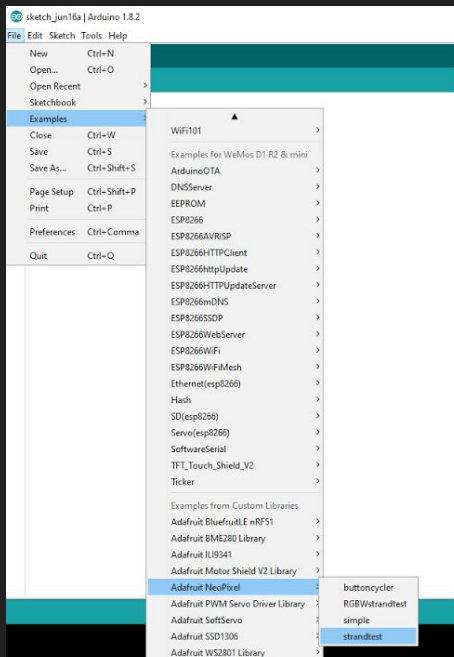 sketch_jun16a | Arduino 1.8.2
File Edit Sketch Tools Help
New Ctrl+N
Open... Ctrl+O
Open Recent
Sketchbook
Examples
Close Ctrl+W
Save Ctrl+S
Save As... Ctrl+Shift+S
Page Setup Ctrl+Shift+P
Print Ctrl+P
Preferences Ctrl+Comma
Quit Ctrl+Q
WiFi101
Examples for WeMos D1 R2 & mini
ArduinoOTA
DNSServer
EEPROM
ESP8266
ESP8266AVRISP
ESP8266HTTPClient
ESP8266httpUpdate
ESP8266HTTPUpdateServer
ESP8266mDNS
ESP8266SSDP
ESP8266WebServer
ESP8266WiFi
ESP8266WiFiMesh
Ethernet(esp8266)
Hash
SD(esp8266)
Servo(esp8266)
SoftwareSerial
TFT_Touch_Shield_V2
Ticker
Examples from Custom Libraries
Adafruit BluefruitLE nRF51
Adafruit BME280 Library
Adafruit ILI9341
Adafruit Motor Shield V2 Library
Adafruit NeoPixel
Adafruit PWM Servo Driver Library
Adafruit SoftServo
Adafruit SSD1306
Adafruit WS2801 Library
buttoncycler
RGBWstrandtest
simple
strandtest